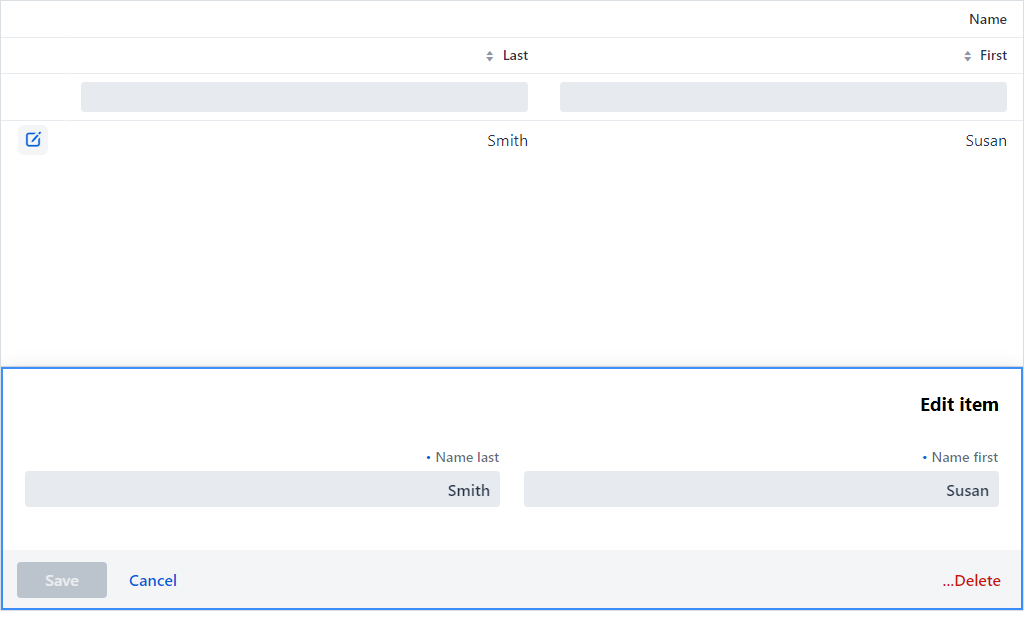 Name
Last First
Smith Susan
Edit item
• Name last • Name first
Smith Susan
Save Cancel ...Delete